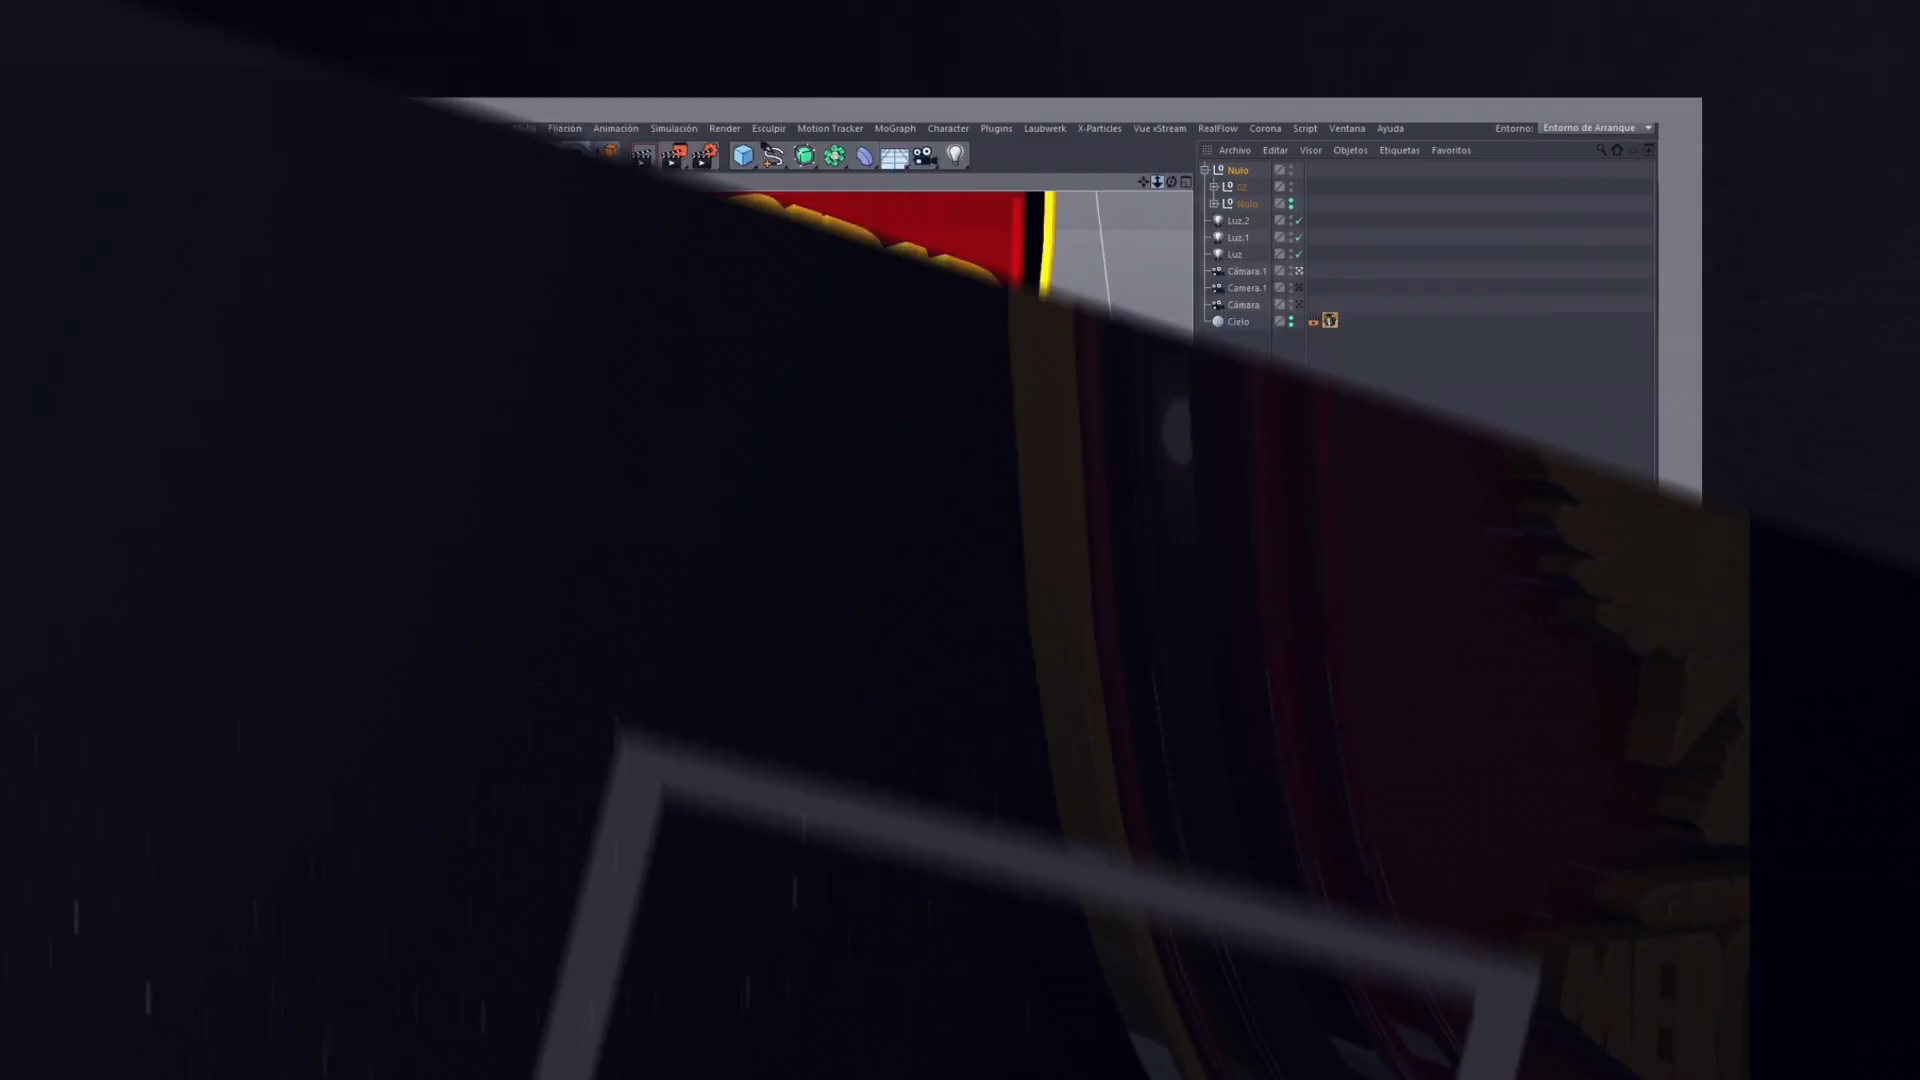 Fijación Animación Simulación Render Esculpir Motion Tracker MoGraph Character Plugins Laubwerk X-Particles Vue xStream RealFlow Corona Script Ventana Ayuda Entorno: Entorno de Arranque
Archivo Editar Visor Objetos Etiquetas Favoritos
Nulo
02
Nulo
Luz.2
Luz.1
Luz
Cámara.1
Camera.1
Cámara
Cielo